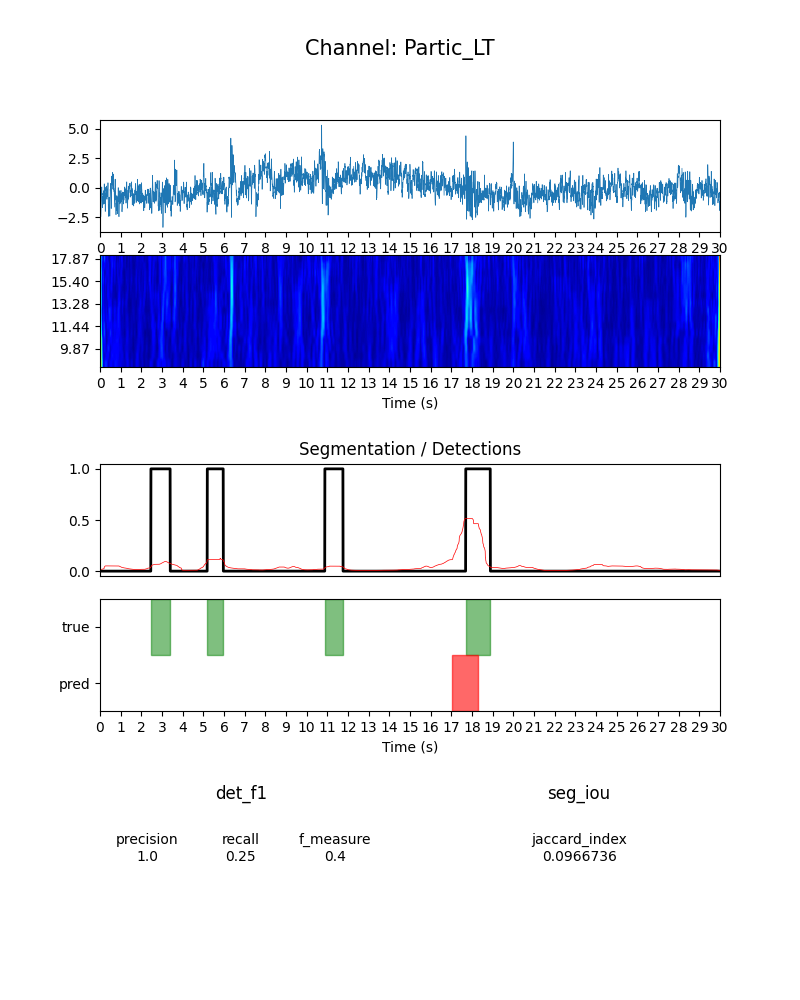 Channel: Partic_LT
5.0
2.5
0.0
−2.5
0 1 2 3 4 5 6 7 8 9 10 11 12 13 14 15 16 17 18 19 20 21 22 23 24 25 26 27 28 29 30
17.87
15.40
13.28
11.44
9.87
0 1 2 3 4 5 6 7 8 9 10 11 12 13 14 15 16 17 18 19 20 21 22 23 24 25 26 27 28 29 30
Time (s)
Segmentation / Detections
1.0
0.5
0.0
true
pred
0 1 2 3 4 5 6 7 8 9 10 11 12 13 14 15 16 17 18 19 20 21 22 23 24 25 26 27 28 29 30
Time (s)
det_f1 seg_iou
precision recall f_measure jaccard_index
1.0 0.25 0.4 0.0966736